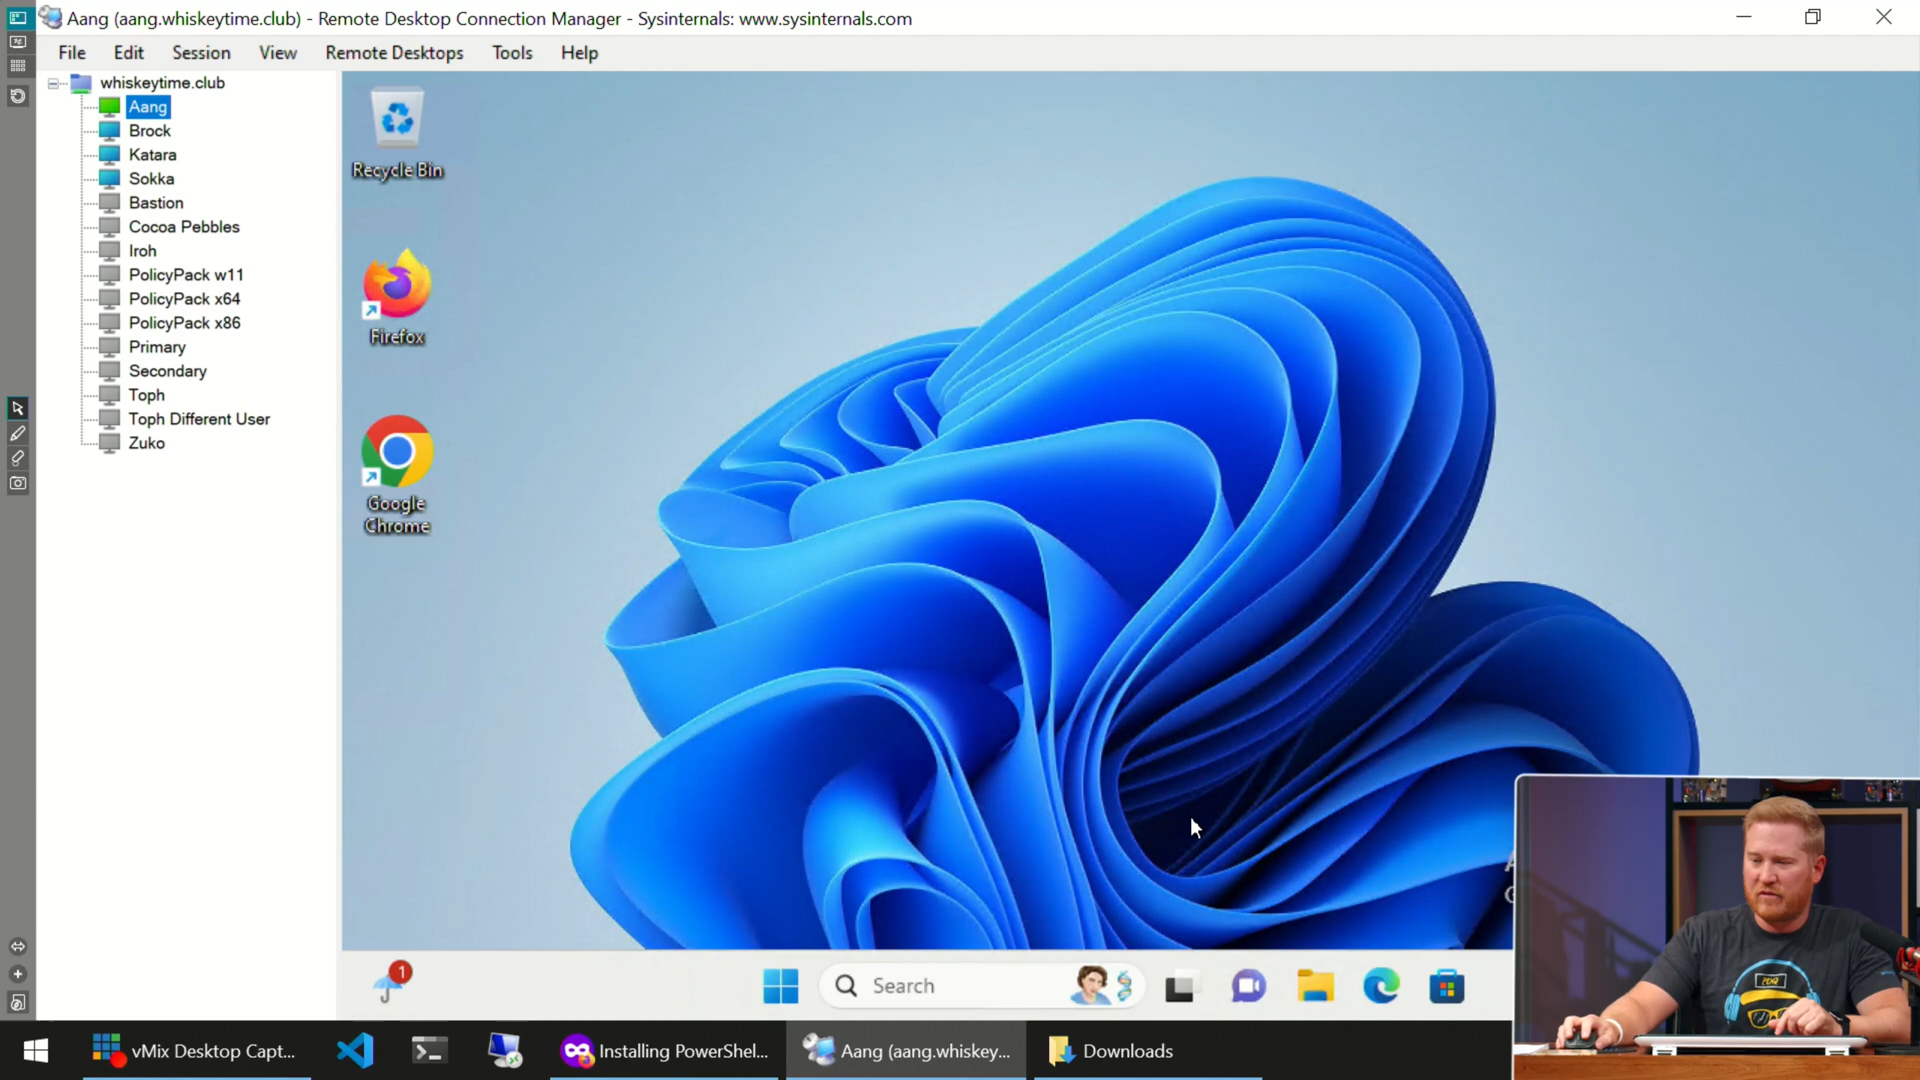 Aang (aang.whiskeytime.club) - Remote Desktop Connection Manager - Sysinternals: www.sysinternals.com
File Edit Session View Remote Desktops Tools Help
whiskeytime.club
Aang
Brock
Katara
Sokka
Bastion
Cocoa Pebbles
Iroh
PolicyPack w11
PolicyPack x64
PolicyPack x86
Primary
Secondary
Toph
Toph Different User
Zuko
Recycle Bin
Firefox
Google
Chrome
1
Search
PDQ
vMix Desktop Capt...
Installing PowerShel...
Aang (aang.whiskey...
Downloads